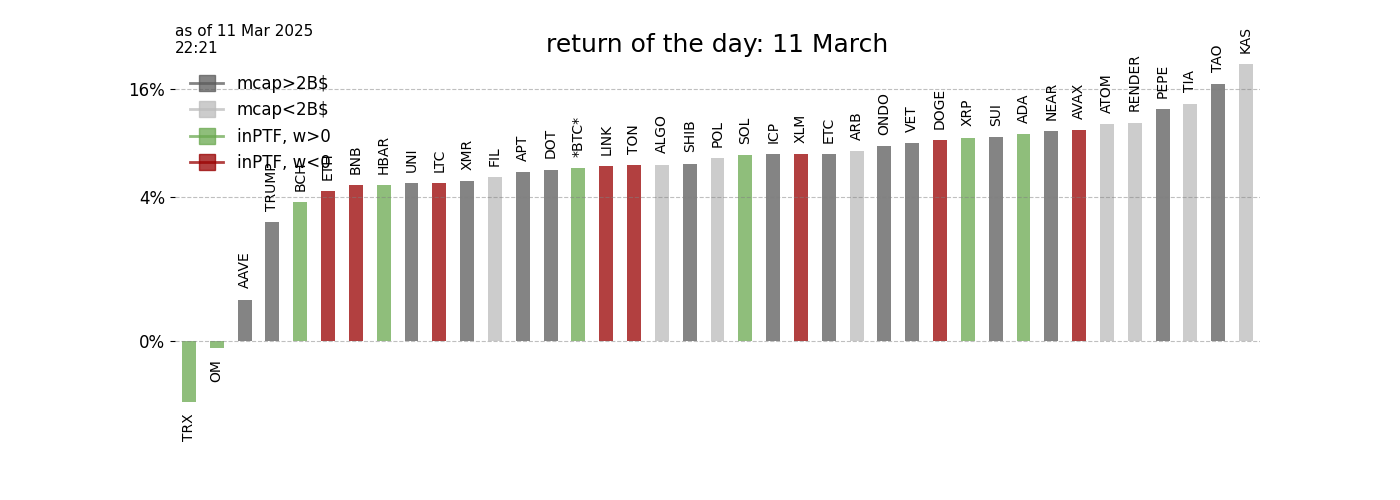 as of 11 Mar 2025
22:21
return of the day: 11 March
mcap>2B$
mcap<2B$
inPTF, w>0
inPTF, w<0
16%
4%
0%
TRX
OM
AAVE
TRUMP
BCH
ETH
BNB
HBAR
UNI
LTC
XMR
FIL
APT
DOT
*BTC*
LINK
TON
ALGO
SHIB
POL
SOL
ICP
XLM
ETC
ARB
ONDO
VET
DOGE
XRP
SUI
ADA
NEAR
AVAX
ATOM
RENDER
PEPE
TIA
TAO
KAS